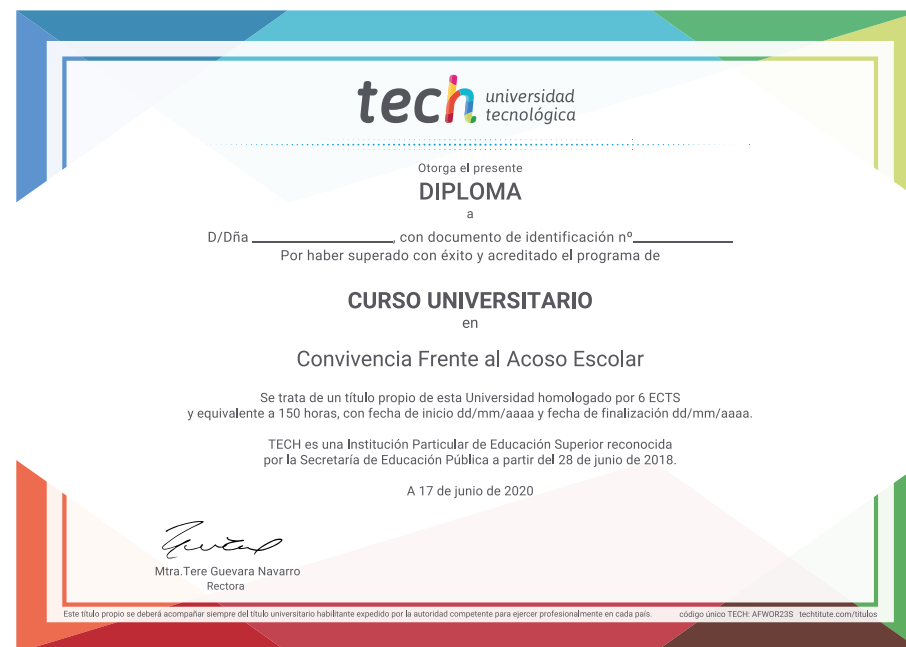 tech universidad
tecnológica
Otorga el presente
DIPLOMA
a
D/Dña ____________________, con documento de identificación nº______________
Por haber superado con éxito y acreditado el programa de
CURSO UNIVERSITARIO
en
Convivencia Frente al Acoso Escolar
Se trata de un título propio de esta Universidad homologado por 6 ECTS
y equivalente a 150 horas, con fecha de inicio dd/mm/aaaa y fecha de finalización dd/mm/aaaa.
TECH es una Institución Particular de Educación Superior reconocida
por la Secretaría de Educación Pública a partir del 28 de junio de 2018.
A 17 de junio de 2020
Mtra.Tere Guevara Navarro
Rectora
Este título propio se deberá acompañar siempre del título universitario habilitante expedido por la autoridad competente para ejercer profesionalmente en cada país. código único TECH: AFWOR23S techtitute.com/titulos